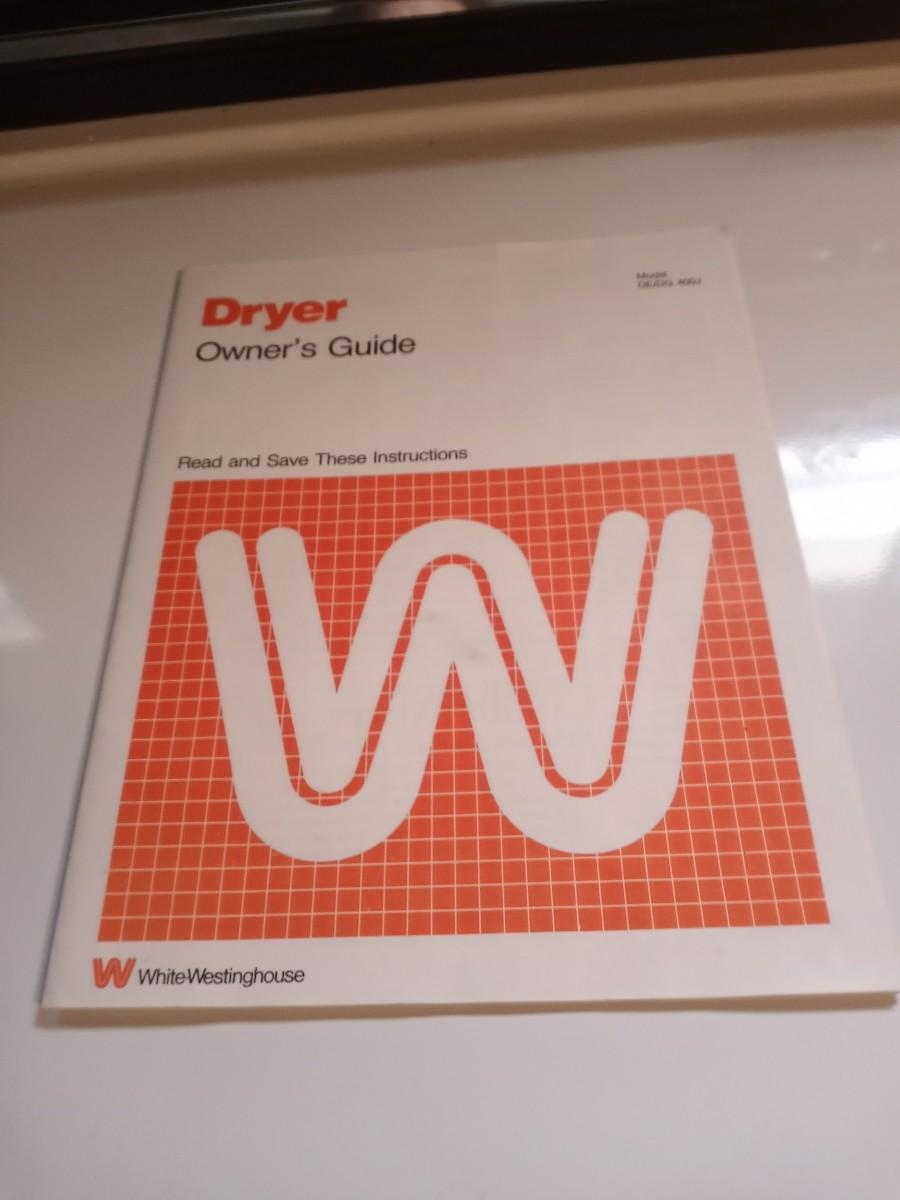 Dryer
Owner's Guide
Model
DE/DG 400J
Read and Save These Instructions
W
White-Westinghouse